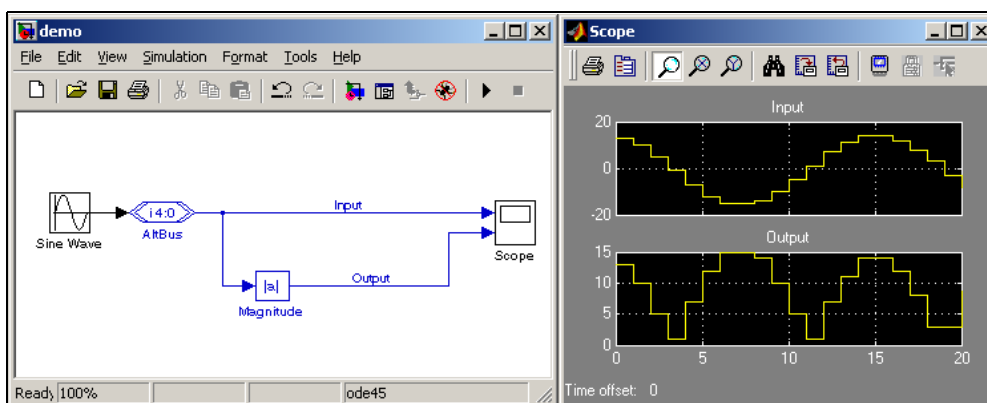 demo
File Edit View Simulation Format Tools Help
i 4:0
Sine Wave
AltBus
Input
Scope
|a|
Output
Magnitude
Ready 100%
ode45
Scope
Input
20
0
-20
Output
15
10
5
0
0 5 10 15 20
Time offset: 0